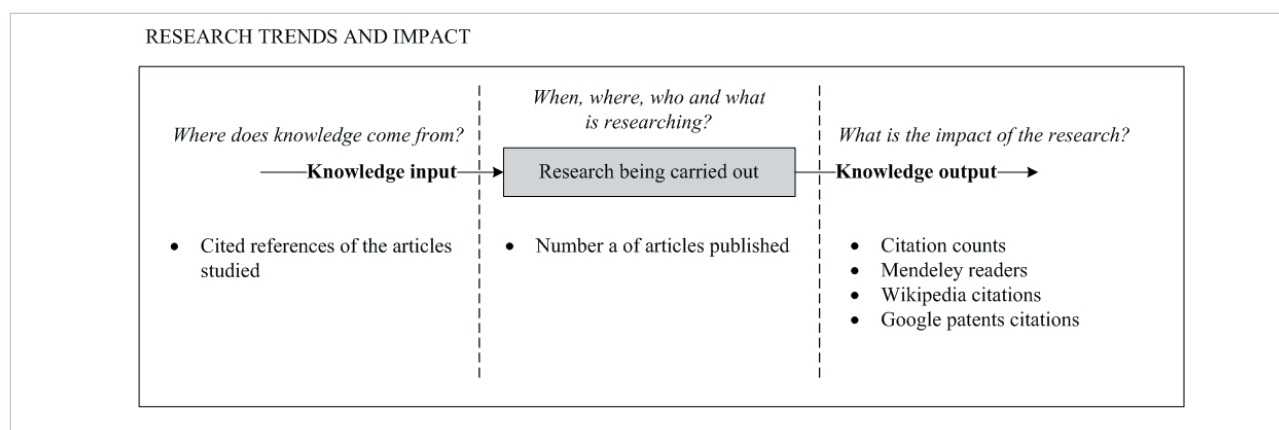 RESEARCH TRENDS AND IMPACT
Where does knowledge come from?
Knowledge input
• Cited references of the articles
studied
When, where, who and what
is researching?
Research being carried out
• Number a of articles published
What is the impact of the research?
Knowledge output
• Citation counts
• Mendeley readers
• Wikipedia citations
• Google patents citations